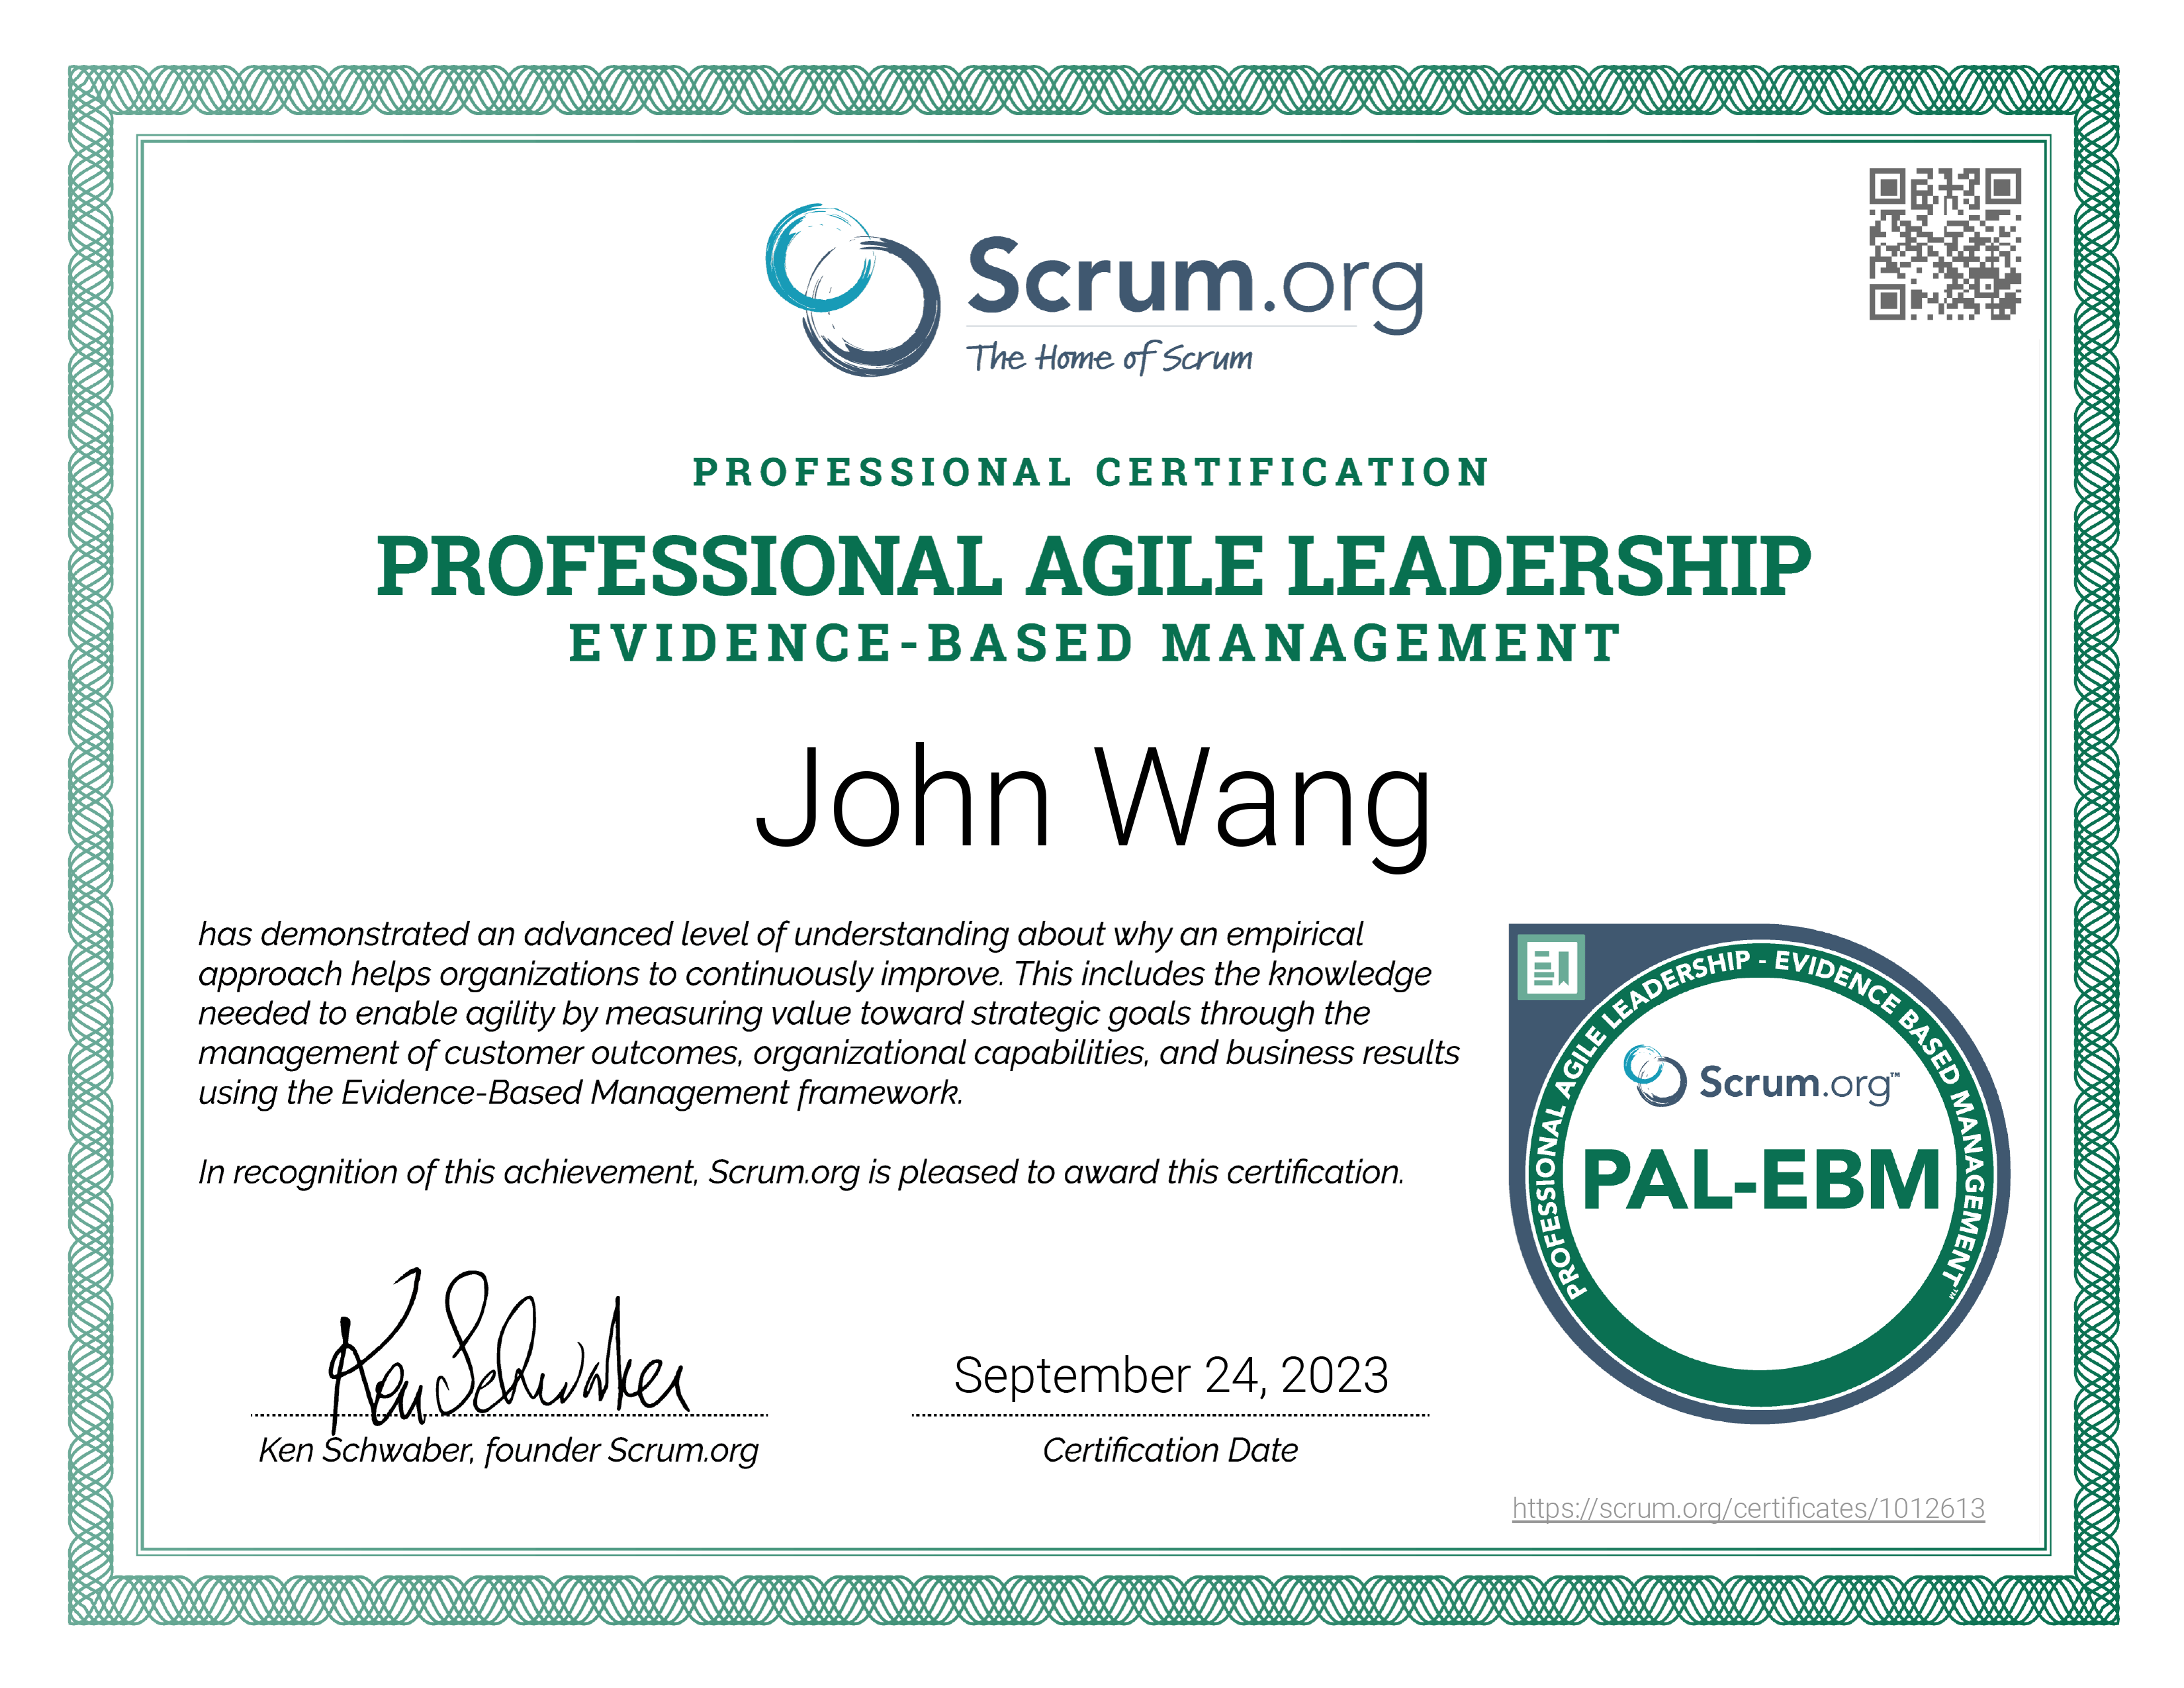 Scrum.org
The Home of Scrum
PROFESSIONAL CERTIFICATION
PROFESSIONAL AGILE LEADERSHIP
EVIDENCE-BASED MANAGEMENT
John Wang
has demonstrated an advanced level of understanding about why an empirical
approach helps organizations to continuously improve. This includes the knowledge
needed to enable agility by measuring value toward strategic goals through the
management of customer outcomes, organizational capabilities, and business results
using the Evidence-Based Management framework.
In recognition of this achievement, Scrum.org is pleased to award this certification.
PROFESSIONAL AGILE LEADERSHIP - EVIDENCE BASED MANAGEMENT™
Scrum.org™
PAL-EBM
Ken Schwaber
Ken Schwaber, founder Scrum.org
September 24, 2023
Certification Date
https://scrum.org/certificates/1012613